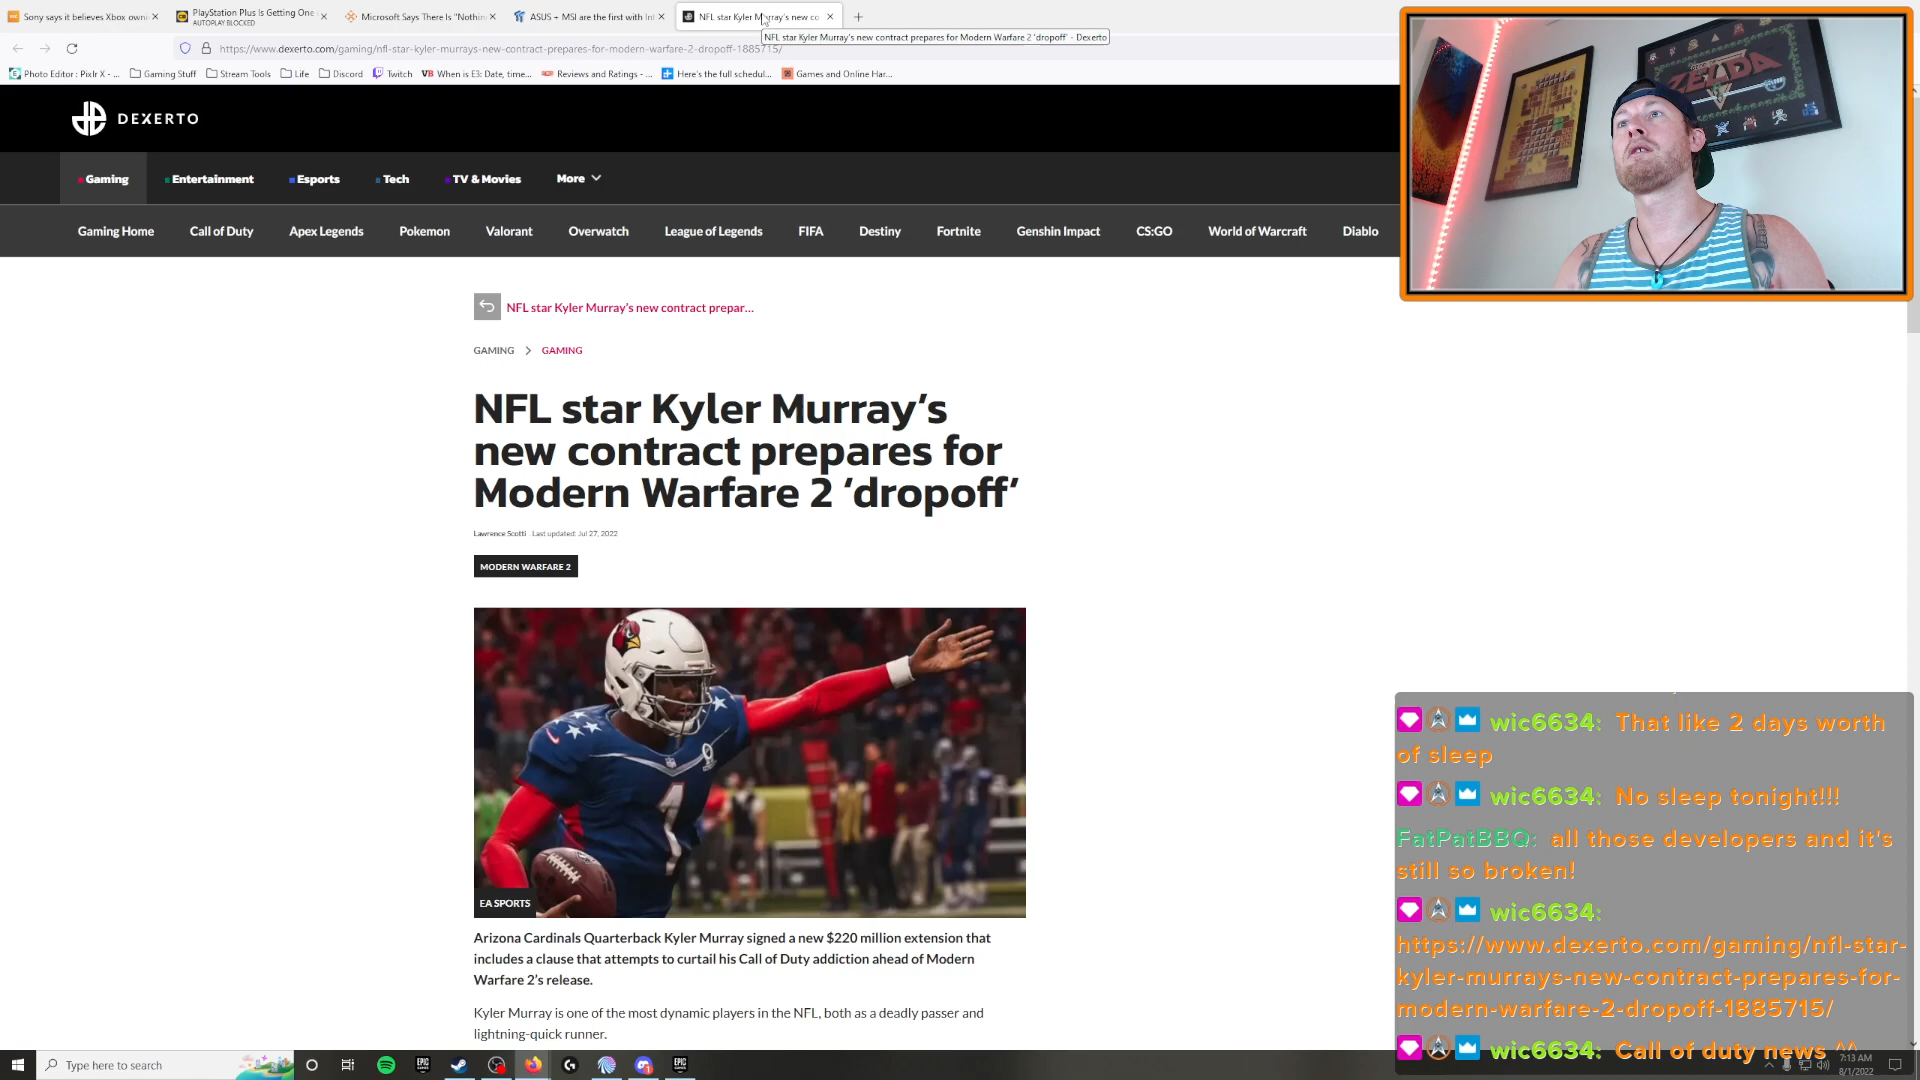 Sony says it believes Xbox owni
PlayStation Plus Is Getting One
AUTOPLAY BLOCKED
Microsoft Says There Is "Nothin
ASUS + MSI are the first with Int
NFL star Kyler Murray's new co
NFL star Kyler Murray's new contract prepares for Modern Warfare 2 'dropoff' - Dexerto
https://www.dexerto.com/gaming/nfl-star-kyler-murrays-new-contract-prepares-for-modern-warfare-2-dropoff-1885715/
Photo Editor : Pixlr X - ...
Gaming Stuff
Stream Tools
Life
Discord
Twitch
VB When is E3: Date, time...
Reviews and Ratings - ...
Here's the full schedul...
Games and Online Har...
DEXERTO
Gaming
Entertainment
Esports
Tech
TV & Movies
More
Gaming Home
Call of Duty
Apex Legends
Pokemon
Valorant
Overwatch
League of Legends
FIFA
Destiny
Fortnite
Genshin Impact
CS:GO
World of Warcraft
Diablo
ZELDA
NFL star Kyler Murray's new contract prepar...
GAMING > GAMING
NFL star Kyler Murray's
new contract prepares for
Modern Warfare 2 'dropoff'
Lawrence Scotti . Last updated: Jul 27, 2022
MODERN WARFARE 2
1
EA SPORTS
Arizona Cardinals Quarterback Kyler Murray signed a new $220 million extension that
includes a clause that attempts to curtail his Call of Duty addiction ahead of Modern
Warfare 2's release.
Kyler Murray is one of the most dynamic players in the NFL, both as a deadly passer and
lightning-quick runner.
wic6634: That like 2 days worth
of sleep
wic6634: No sleep tonight!!!
FatPatBBQ: all those developers and it's
still so broken!
wic6634:
https://www.dexerto.com/gaming/nfl-star-
kyler-murrays-new-contract-prepares-for-
modern-warfare-2-dropoff-1885715/
wic6634: Call of duty news ^^
Type here to search
EPIC GAMES
EPIC GAMES
7:13 AM
8/1/2022